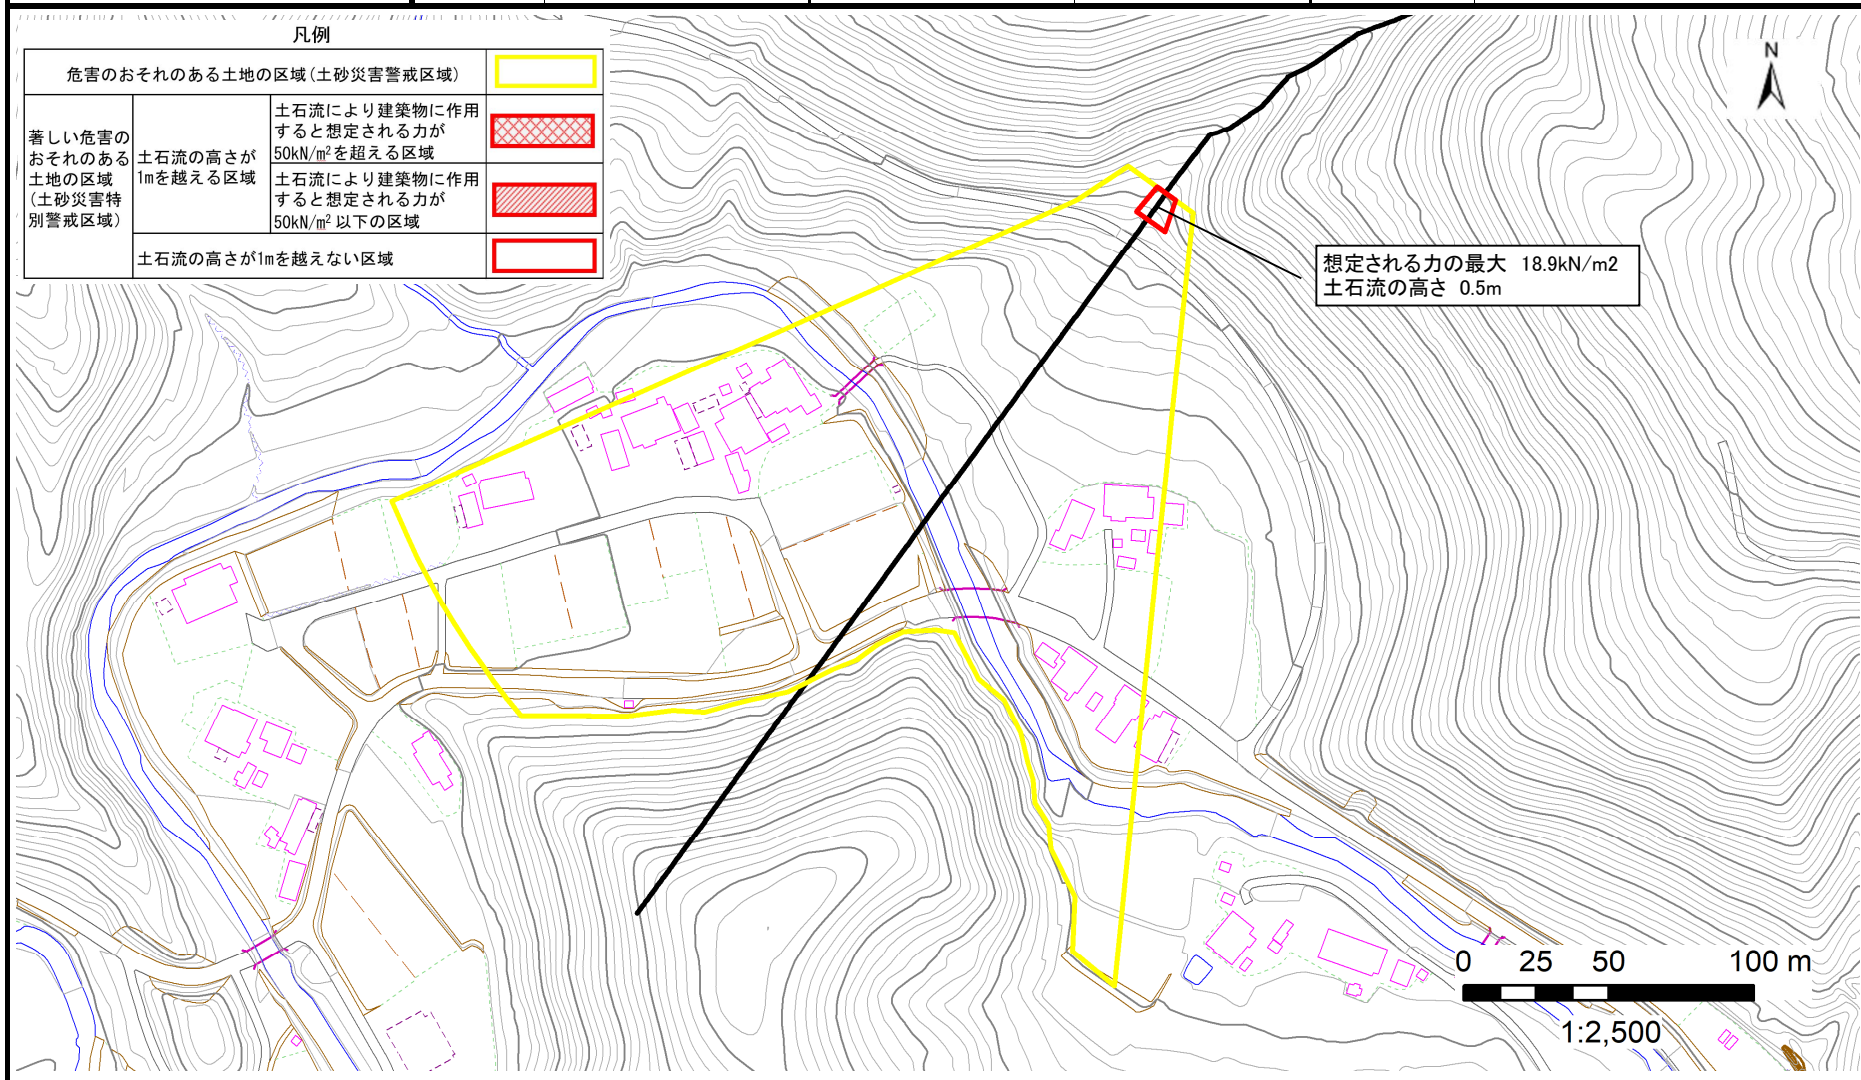 凡例
危害のおそれのある土地の区域(土砂災害警戒区域)
著しい危害の
おそれのある
土地の区域
(土砂災害特
別警戒区域)
土石流の高さが
1mを越える区域
土石流により建築物に作用
すると想定される力が
50kN/m²を超える区域
土石流により建築物に作用
すると想定される力が
50kN/m² 以下の区域
土石流の高さが1mを越えない区域
N
想定される力の最大 18.9kN/m2
土石流の高さ 0.5m
0 25 50 100 m
1:2,500